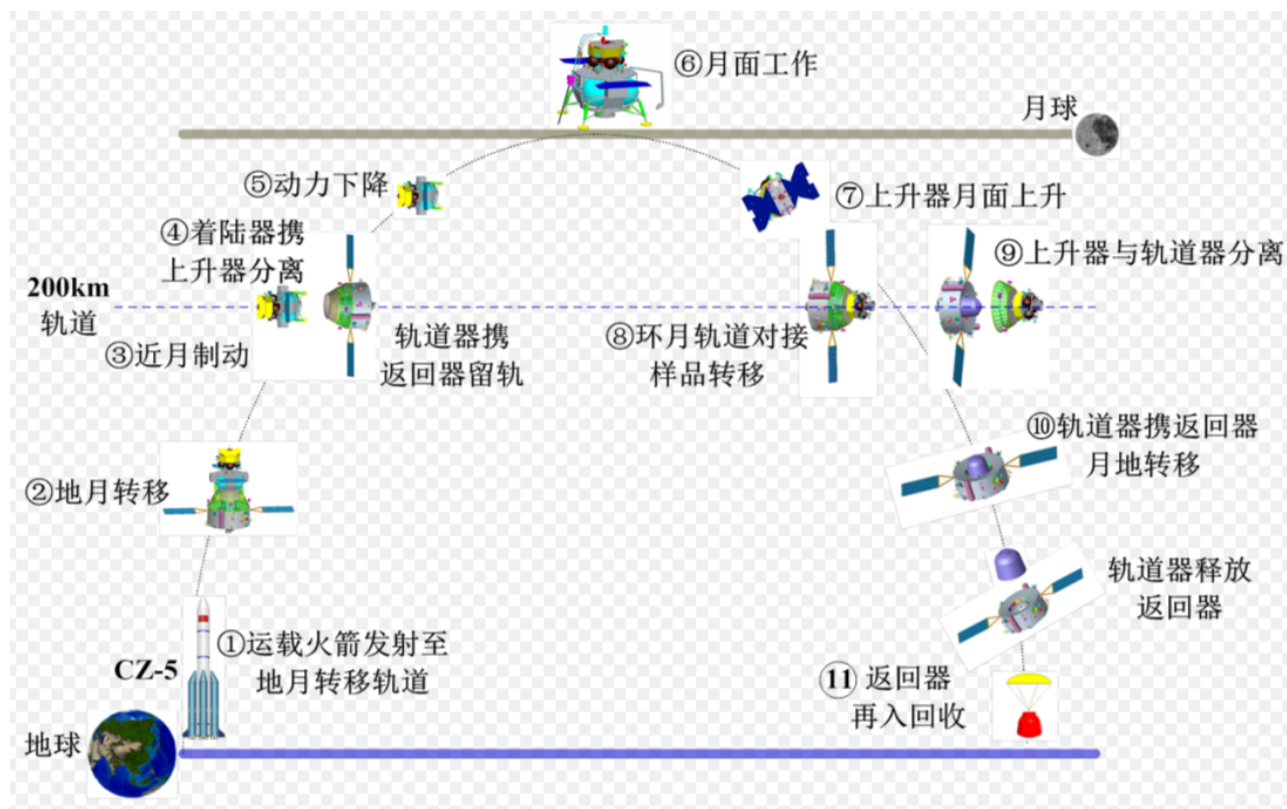 ⑥月面工作
月球
⑤动力下降
⑦上升器月面上升
④着陆器携
上升器分离
⑨上升器与轨道器分离
200km
轨道
③近月制动
轨道器携
返回器留轨
⑧环月轨道对接
样品转移
⑩轨道器携返回器
月地转移
②地月转移
轨道器释放
返回器
CZ-5
①运载火箭发射至
地月转移轨道
⑪返回器
再入回收
地球